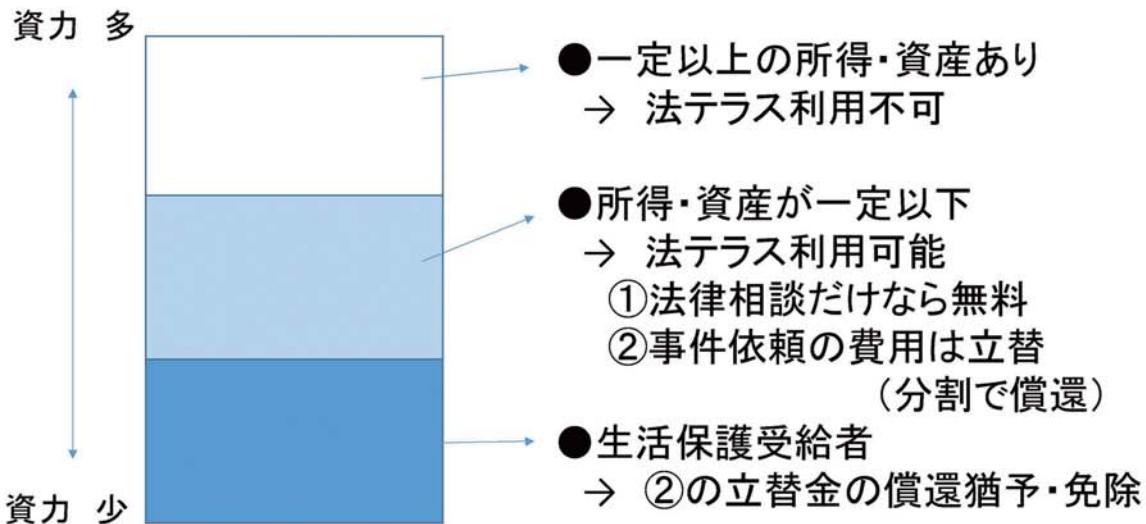 資力 多
●一定以上の所得・資産あり
→ 法テラス利用不可
●所得・資産が一定以下
→ 法テラス利用可能
①法律相談だけなら無料
②事件依頼の費用は立替
（分割で償還）
●生活保護受給者
→ ②の立替金の償還猶予・免除
資力 少